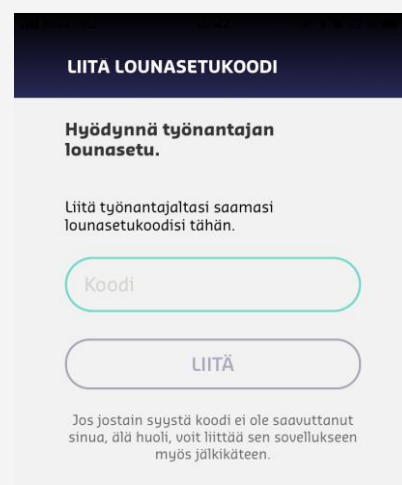 LIITÄ LOUNASETUKOODI
Hyödynnä työnantajan
lounasetu.
Liitä työnantajaltasi saamasi
lounasetukoodisi tähän.
Koodi
LIITÄ
Jos jostain syystä koodi ei ole saavuttanut
sinua, älä huoli, voit liittää sen sovellukseen
myös jälkikäteen.